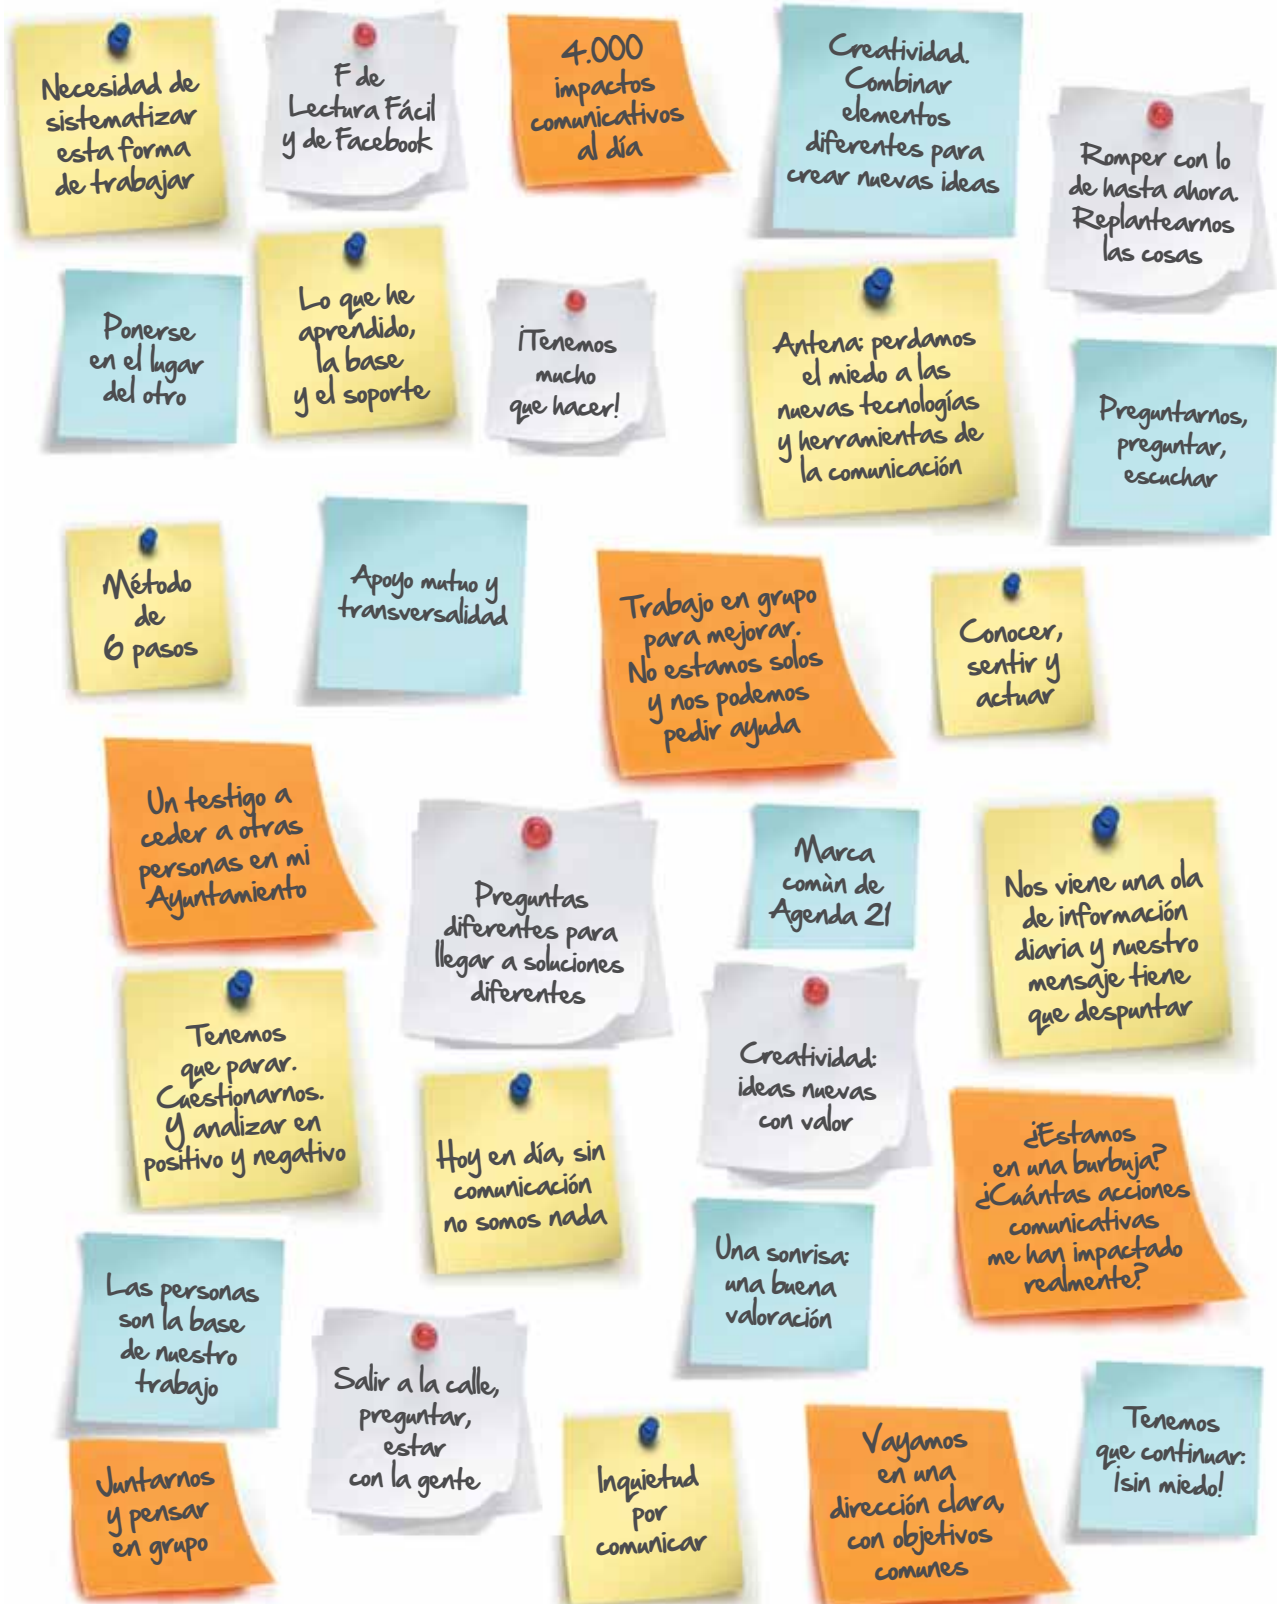 Necesidad de
sistematizar
esta forma
de trabajar
F de
Lectura Fácil
y de Facebook
4.000
impactos
comunicativos
al día
Creatividad.
Combinar
elementos
diferentes para
crear nuevas ideas
Romper con lo
de hasta ahora.
Replantearnos
las cosas
Ponerse
en el lugar
del otro
Lo que he
aprendido,
la base
y el soporte
¡Tenemos
mucho
que hacer!
Antena: perdamos
el miedo a las
nuevas tecnologías
y herramientas de
la comunicación
Preguntarnos,
preguntar,
escuchar
Método
de
6 pasos
Apoyo mutuo y
transversalidad
Trabajo en grupo
para mejorar.
No estamos solos
y nos podemos
pedir ayuda
Conocer,
sentir y
actuar
Un testigo a
ceder a otras
personas en mi
Ayuntamiento
Preguntas
diferentes para
llegar a soluciones
diferentes
Marca
comùn de
Agenda 21
Nos viene una ola
de información
diaria y nuestro
mensaje tiene
que despuntar
Tenemos
que parar.
Cuestionarnos.
Y analizar en
positivo y negativo
Hoy en día, sin
comunicación
no somos nada
Creatividad:
ideas nuevas
con valor
¿Estamos
en una burbuja?
¿Cuántas acciones
comunicativas
me han impactado
realmente?
Las personas
son la base
de nuestro
trabajo
Una sonrisa:
una buena
valoración
Salir a la calle,
preguntar,
estar
con la gente
Juntarnos
y pensar
en grupo
Inquietud
por
comunicar
Vayamos
en una
dirección clara,
con objetivos
comunes
Tenemos
que continuar:
¡sin miedo!